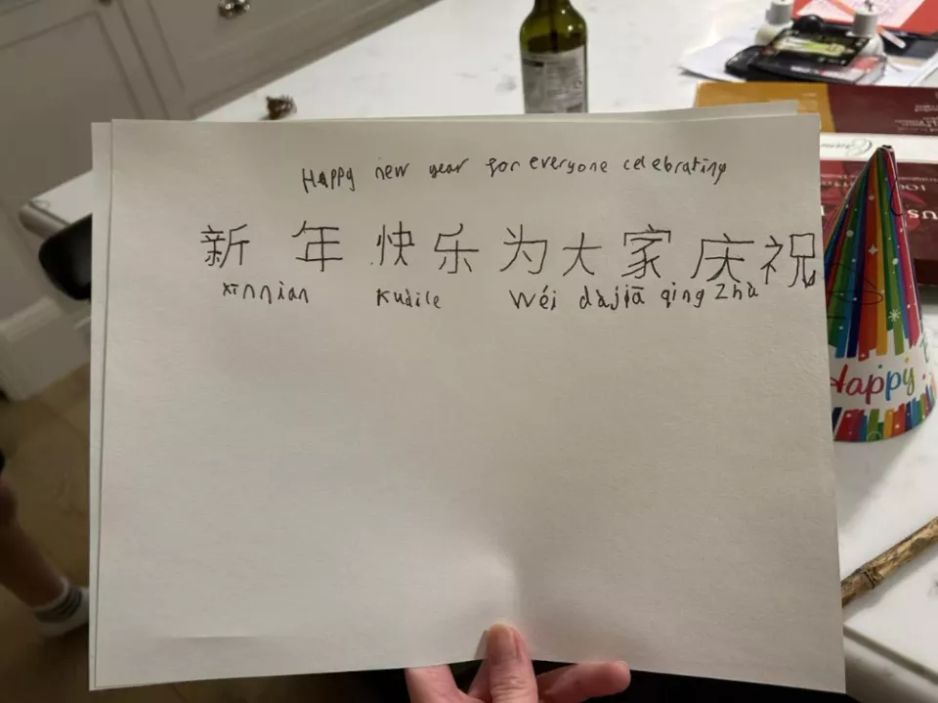 Happy new year for everyone celebrating
新年快乐为大家庆祝
xinnian kuaile wéi dàjiā qing zhù
Happy